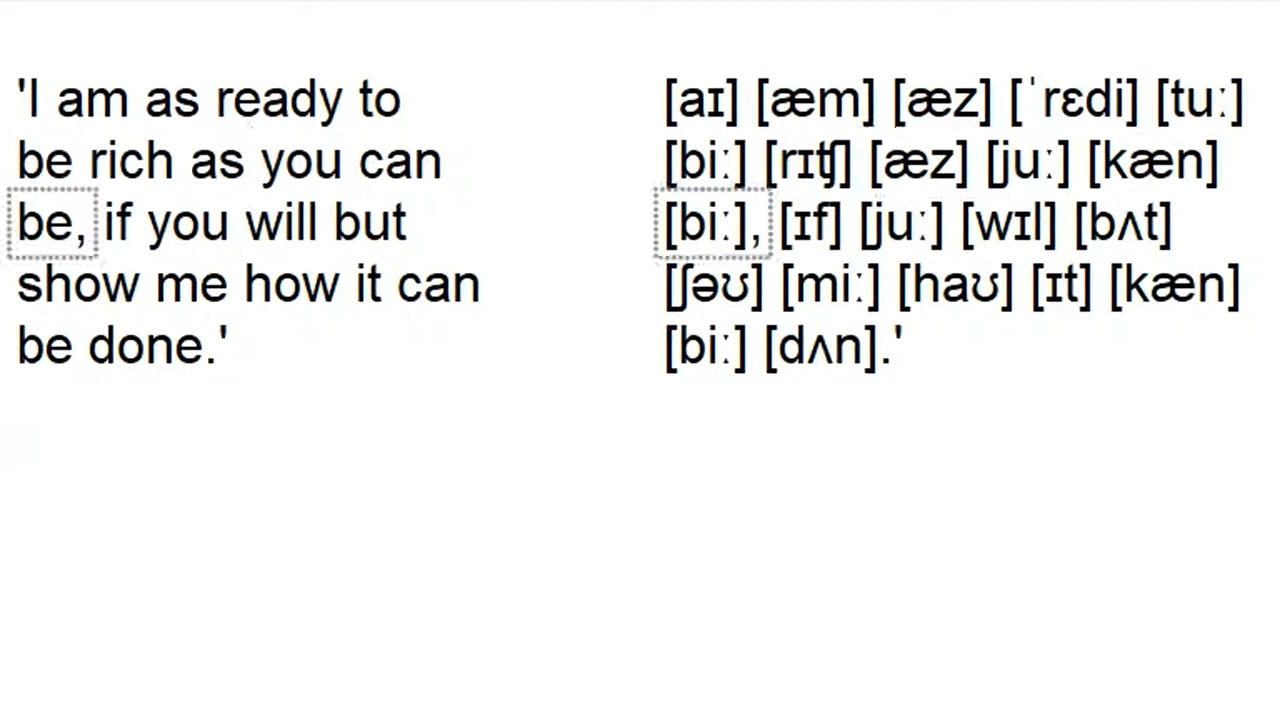 'I am as ready to
be rich as you can
be, if you will but
show me how it can
be done.'
[aɪ] [æm] [æz] [ˈrɛdi] [tuː]
[biː] [rɪʧ] [æz] [juː] [kæn]
[biː], [ɪf] [juː] [wɪl] [bʌt]
[ʃəʊ] [miː] [haʊ] [ɪt] [kæn]
[biː] [dʌn].'